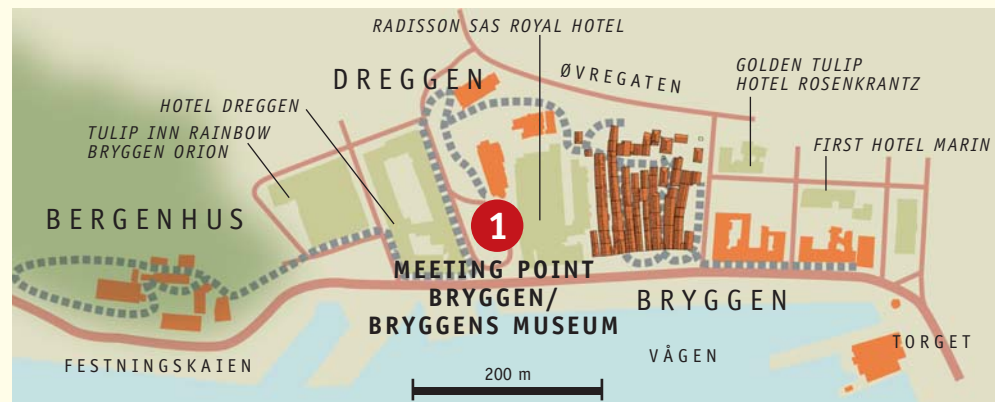 RADISSON SAS ROYAL HOTEL
DREGGEN
ØVREGATEN
GOLDEN TULIP
HOTEL ROSENKRANTZ
HOTEL DREGGEN
TULIP INN RAINBOW
BRYGGEN ORION
FIRST HOTEL MARIN
BERGENHUS
1
MEETING POINT
BRYGGEN/
BRYGGENS MUSEUM
BRYGGEN
TORGET
VÅGEN
FESTNINGSKAIEN
200 m